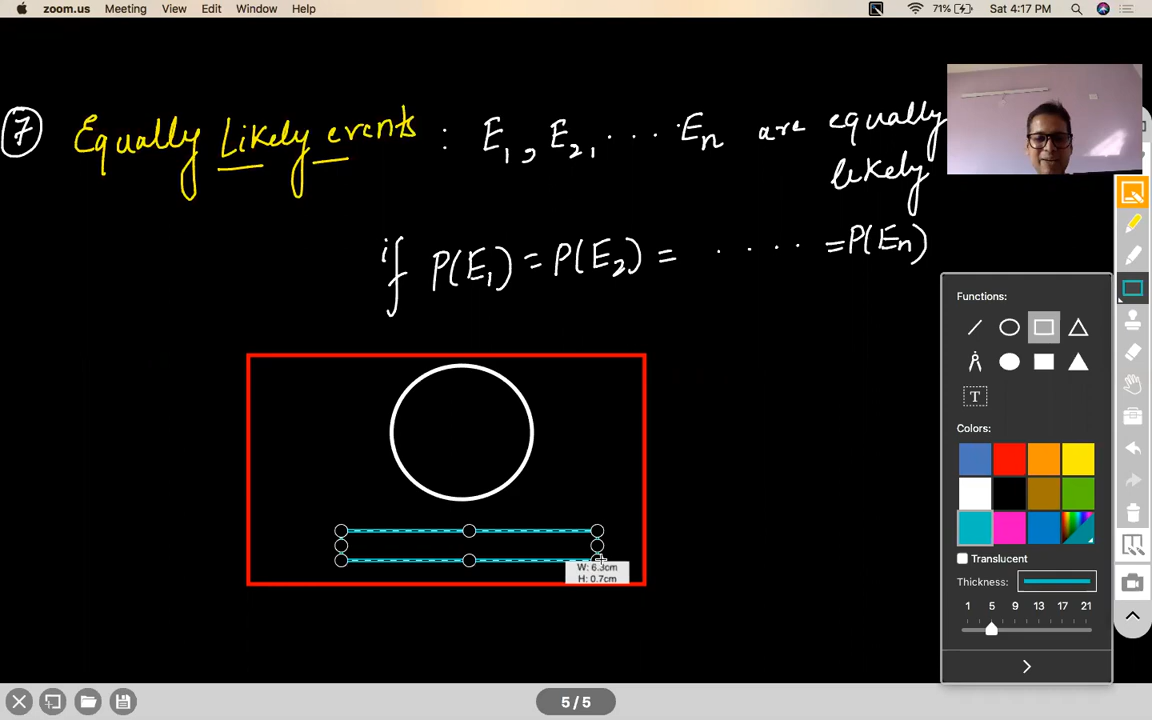 zoom.us Meeting View Edit Window Help 71% Sat 4:17 PM
7 Equally Likely events : E1, E2, .... En are equally
likely
if P(E1) = P(E2) = .... = P(En)
Functions:
T
Colors:
Translucent
Thickness:
1 5 9 13 17 21
W: 6.3cm
H: 0.7cm
5 / 5